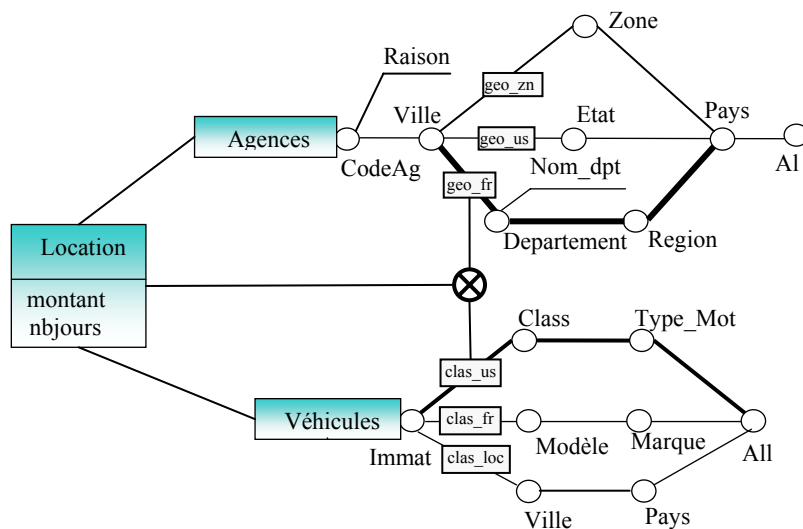 Zone
Raison
geo_zn
Ville
Etat
Pays
Agences
geo_us
CodeAg
Nom_dpt
Al
geo_fr
Departement
Region
Location
montant
nbjours
Class
Type_Mot
clas_us
Véhicules
clas_fr
Immat
Modèle
Marque
All
clas_loc
Ville
Pays